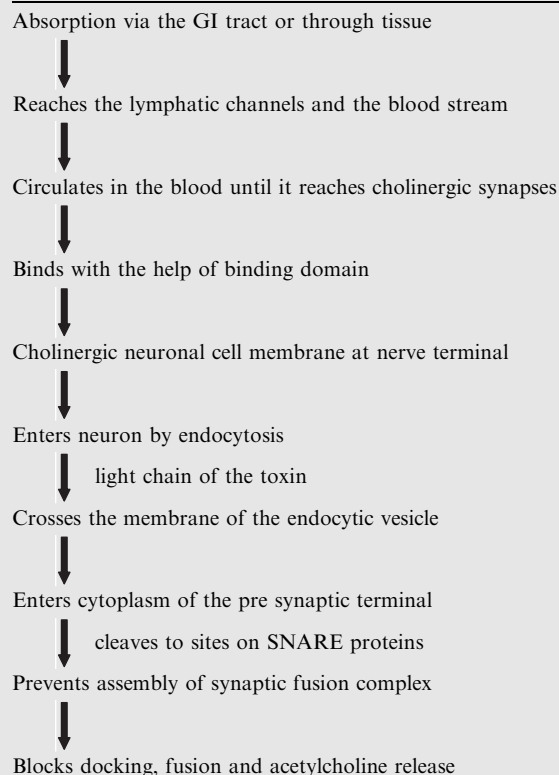 Absorption via the GI tract or through tissue
Reaches the lymphatic channels and the blood stream
Circulates in the blood until it reaches cholinergic synapses
Binds with the help of binding domain
Cholinergic neuronal cell membrane at nerve terminal
Enters neuron by endocytosis
light chain of the toxin
Crosses the membrane of the endocytic vesicle
Enters cytoplasm of the pre synaptic terminal
cleaves to sites on SNARE proteins
Prevents assembly of synaptic fusion complex
Blocks docking, fusion and acetylcholine release